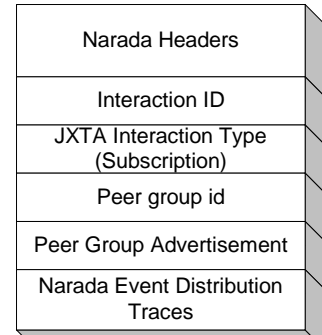 Narada Headers
Interaction ID
JXTA Interaction Type
(Subscription)
Peer group id
Peer Group Advertisement
Narada Event Distribution
Traces